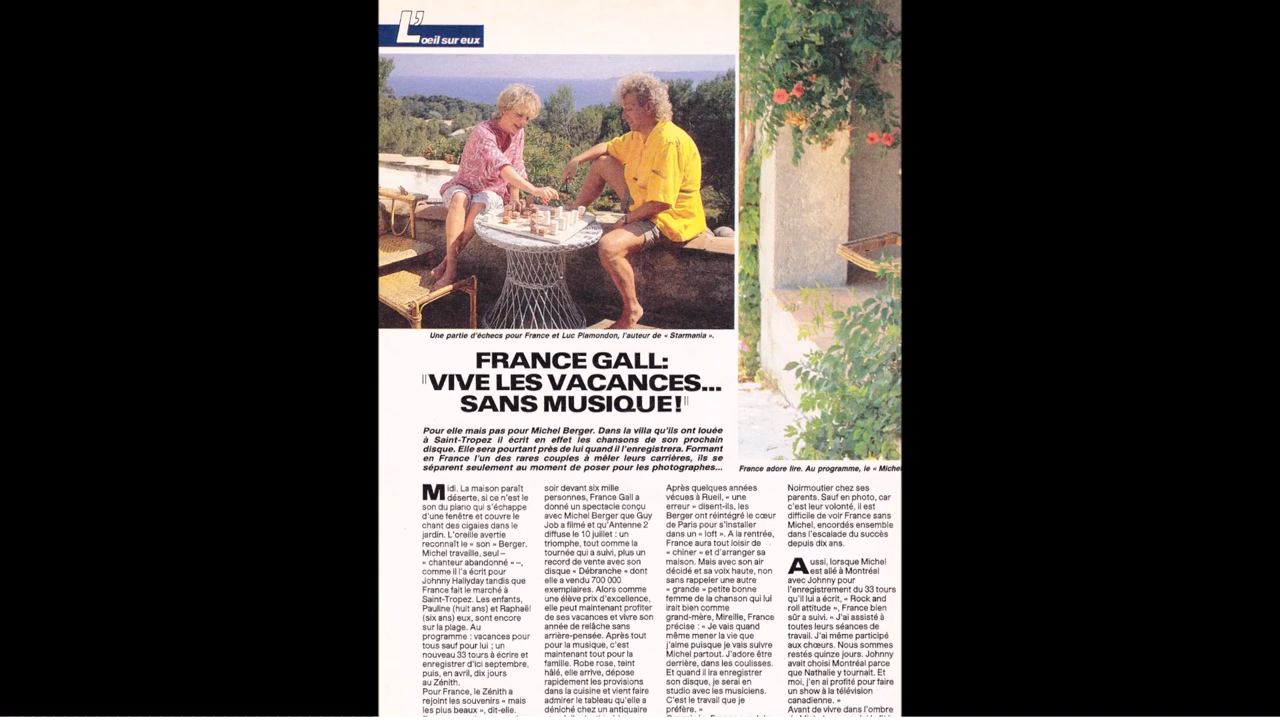 L'oeil sur eux
Une partie d'échecs pour France et Luc Plamondon, l'auteur de « Starmania ».
FRANCE GALL:
"VIVE LES VACANCES...
SANS MUSIQUE!"
Pour elle mais pas pour Michel Berger. Dans la villa qu'ils ont louée
à Saint-Tropez il écrit en effet les chansons de son prochain
disque. Elle sera pourtant près de lui quand il l'enregistrera. Formant
en France l'un des rares couples à mêler leurs carrières, ils se
séparent seulement au moment de poser pour les photographes...
France adore lire. Au programme, le « Michel
Midi. La maison paraît
déserte, si ce n'est le
son du piano qui s'échappe
d'une fenêtre et couvre le
chant des cigales dans le
jardin. L'oreille avertie
reconnaît le « son » Berger.
Michel travaille, seul –
« chanteur abandonné » –,
comme il l'a écrit pour
Johnny Hallyday tandis que
France fait le marché à
Saint-Tropez. Les enfants,
Pauline (huit ans) et Raphaël
(six ans) eux, sont encore
sur la plage. Au
programme : vacances pour
tous sauf pour lui ; un
nouveau 33 tours à écrire et
enregistrer d'ici septembre,
puis, en avril, dix jours
au Zénith.
Pour France, le Zénith a
rejoint les souvenirs « mais
les plus beaux », dit-elle.
soir devant six mille
personnes, France Gall a
donné un spectacle conçu
avec Michel Berger que Guy
Job a filmé et qu'Antenne 2
diffuse le 10 juillet : un
triomphe, tout comme la
tournée qui a suivi, plus un
record de vente avec son
disque « Débranche » dont
elle a vendu 700 000
exemplaires. Alors comme
une élève prix d'excellence,
elle peut maintenant profiter
de ses vacances et vivre son
année de relâche sans
arrière-pensée. Après tout
pour la musique, c'est
maintenant tout pour la
famille. Robe rose, teint
hâlé, elle arrive, dépose
rapidement les provisions
dans la cuisine et vient faire
admirer le tableau qu'elle a
déniché chez un antiquaire
Après quelques années
vécues à Rueil, « une
erreur » disent-ils, les
Berger ont réintégré le cœur
de Paris pour s'installer
dans un « loft ». A la rentrée,
France aura tout loisir de
« chiner » et d'arranger sa
maison. Mais avec son air
décidé et sa voix haute, non
sans rappeler une autre
« grande » petite bonne
femme de la chanson qui lui
irait bien comme
grand-mère, Mireille, France
précise : « Je vais quand
même mener la vie que
j'aime puisque je vais suivre
Michel partout. J'adore être
derrière, dans les coulisses.
Et quand il ira enregistrer
son disque, je serai en
studio avec les musiciens.
C'est le travail que je
préfère. »
Noirmoutier chez ses
parents. Sauf en photo, car
c'est leur volonté, il est
difficile de voir France sans
Michel, encordés ensemble
dans l'escalade du succès
depuis dix ans.
Aussi, lorsque Michel
est allé à Montréal
avec Johnny pour
l'enregistrement du 33 tours
qu'il lui a écrit, « Rock and
roll attitude », France bien
sûr a suivi. « J'ai assisté à
toutes leurs séances de
travail. J'ai même participé
aux chœurs. Nous sommes
restés quinze jours. Johnny
avait choisi Montréal parce
que Nathalie y tournait. Et
moi, j'en ai profité pour faire
un show à la télévision
canadienne. »
Avant de vivre dans l'ombre